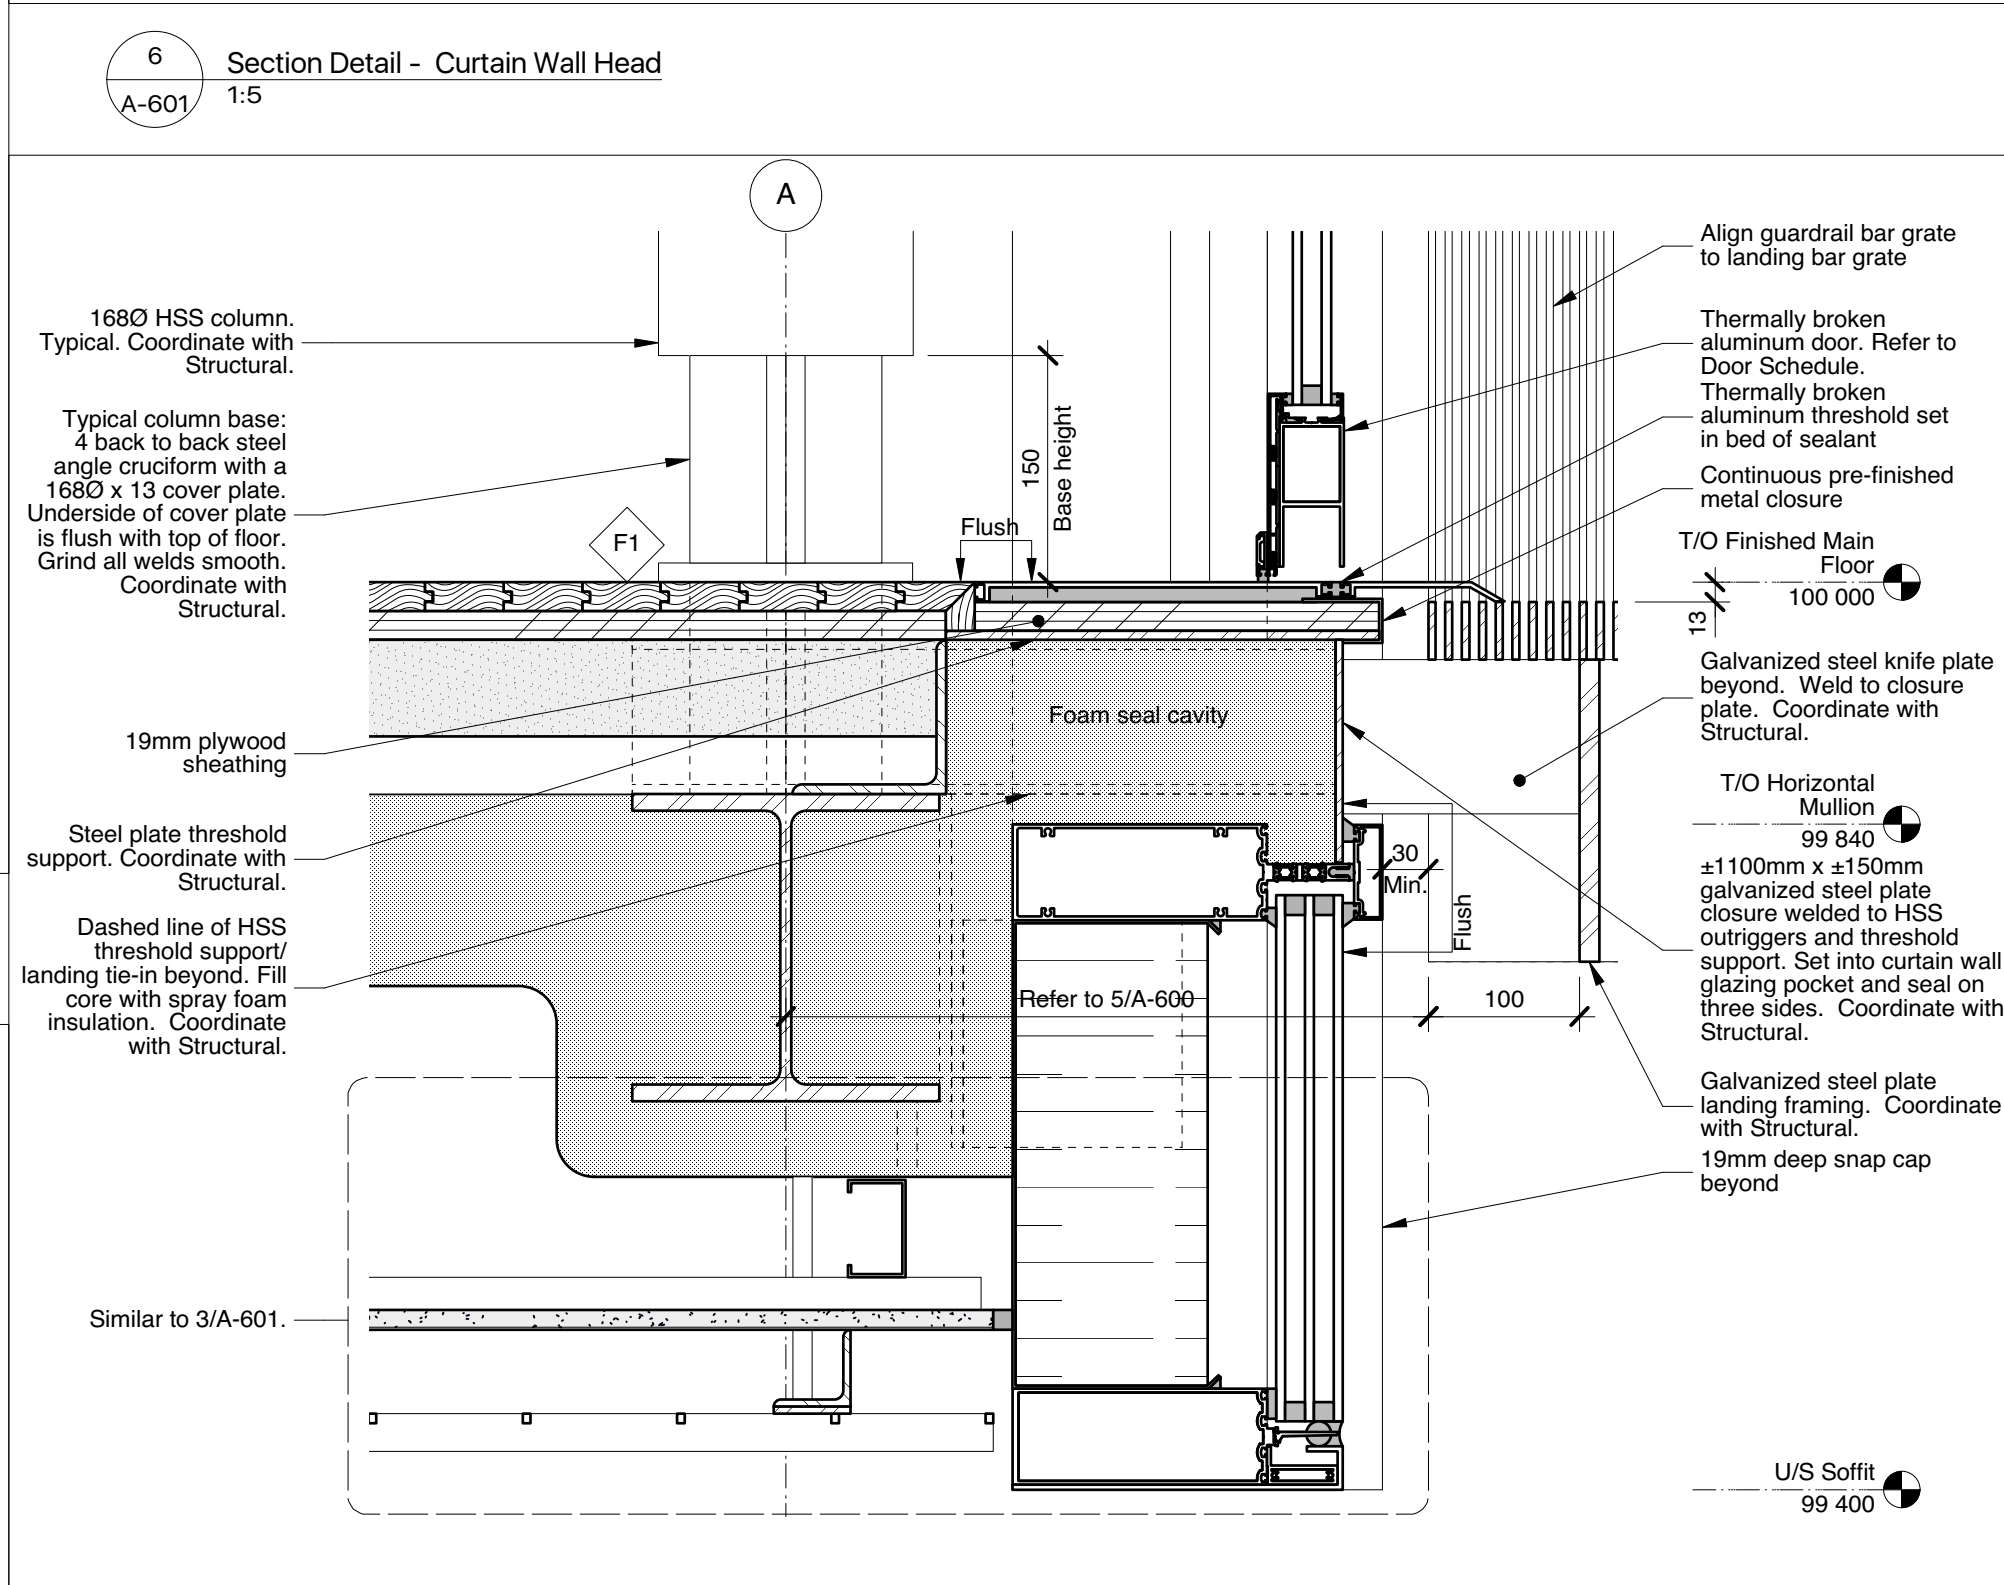 6
A-601
Section Detail - Curtain Wall Head
1:5
A
168Ø HSS column.
Typical. Coordinate with
Structural.
Typical column base:
4 back to back steel
angle cruciform with a
168Ø x 13 cover plate.
Underside of cover plate
is flush with top of floor.
Grind all welds smooth.
Coordinate with
Structural.
F1
Flush
150
Base height
19mm plywood
sheathing
Steel plate threshold
support. Coordinate with
Structural.
Dashed line of HSS
threshold support/
landing tie-in beyond. Fill
core with spray foam
insulation. Coordinate
with Structural.
Similar to 3/A-601.
Foam seal cavity
Refer to 5/A-600
30
Min.
Flush
100
13
Align guardrail bar grate
to landing bar grate
Thermally broken
aluminum door. Refer to
Door Schedule.
Thermally broken
aluminum threshold set
in bed of sealant
Continuous pre-finished
metal closure
T/O Finished Main
Floor
100 000
Galvanized steel knife plate
beyond. Weld to closure
plate. Coordinate with
Structural.
T/O Horizontal
Mullion
99 840
±1100mm x ±150mm
galvanized steel plate
closure welded to HSS
outriggers and threshold
support. Set into curtain wall
glazing pocket and seal on
three sides. Coordinate with
Structural.
Galvanized steel plate
landing framing. Coordinate
with Structural.
19mm deep snap cap
beyond
U/S Soffit
99 400